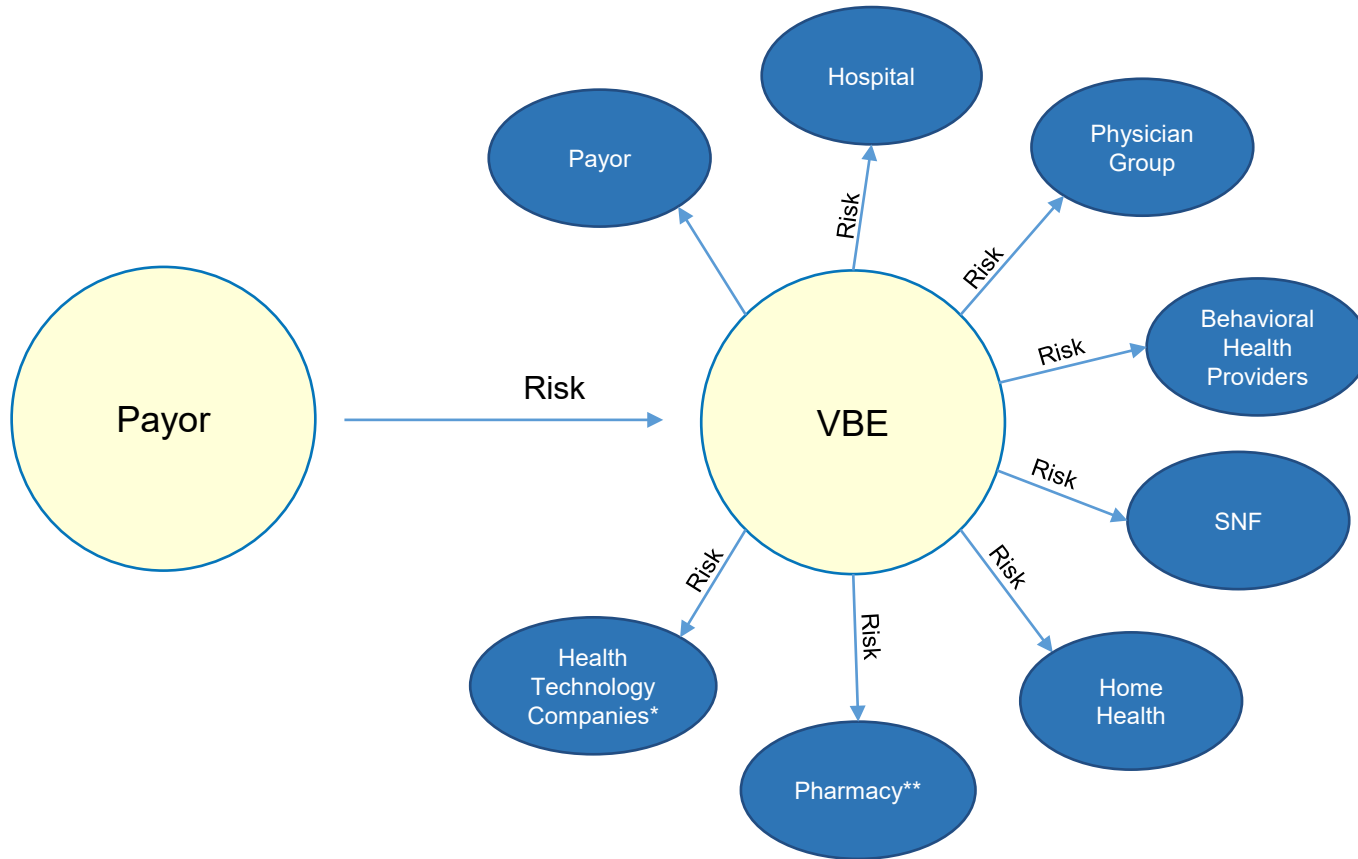 Hospital
Payor
Physician
Group
Risk
Risk
Behavioral
Health
Providers
Risk
Payor
Risk
VBE
Risk
SNF
Risk
Risk
Risk
Health
Technology
Companies*
Home
Health
Pharmacy**